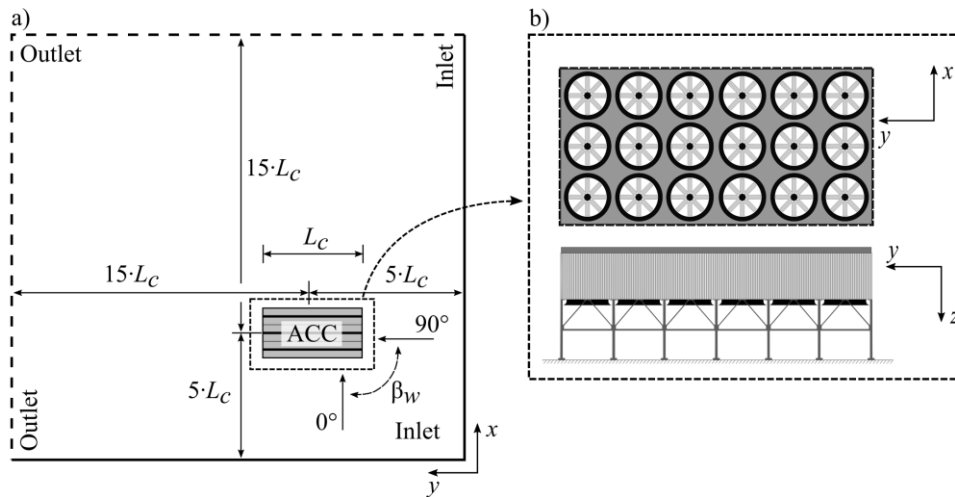 a)
Outlet
Inlet
15·L_C
L_C
15·L_C
5·L_C
ACC
90°
5·L_C
β_W
0°
Outlet
Inlet
x
y
b)
x
y
y
z